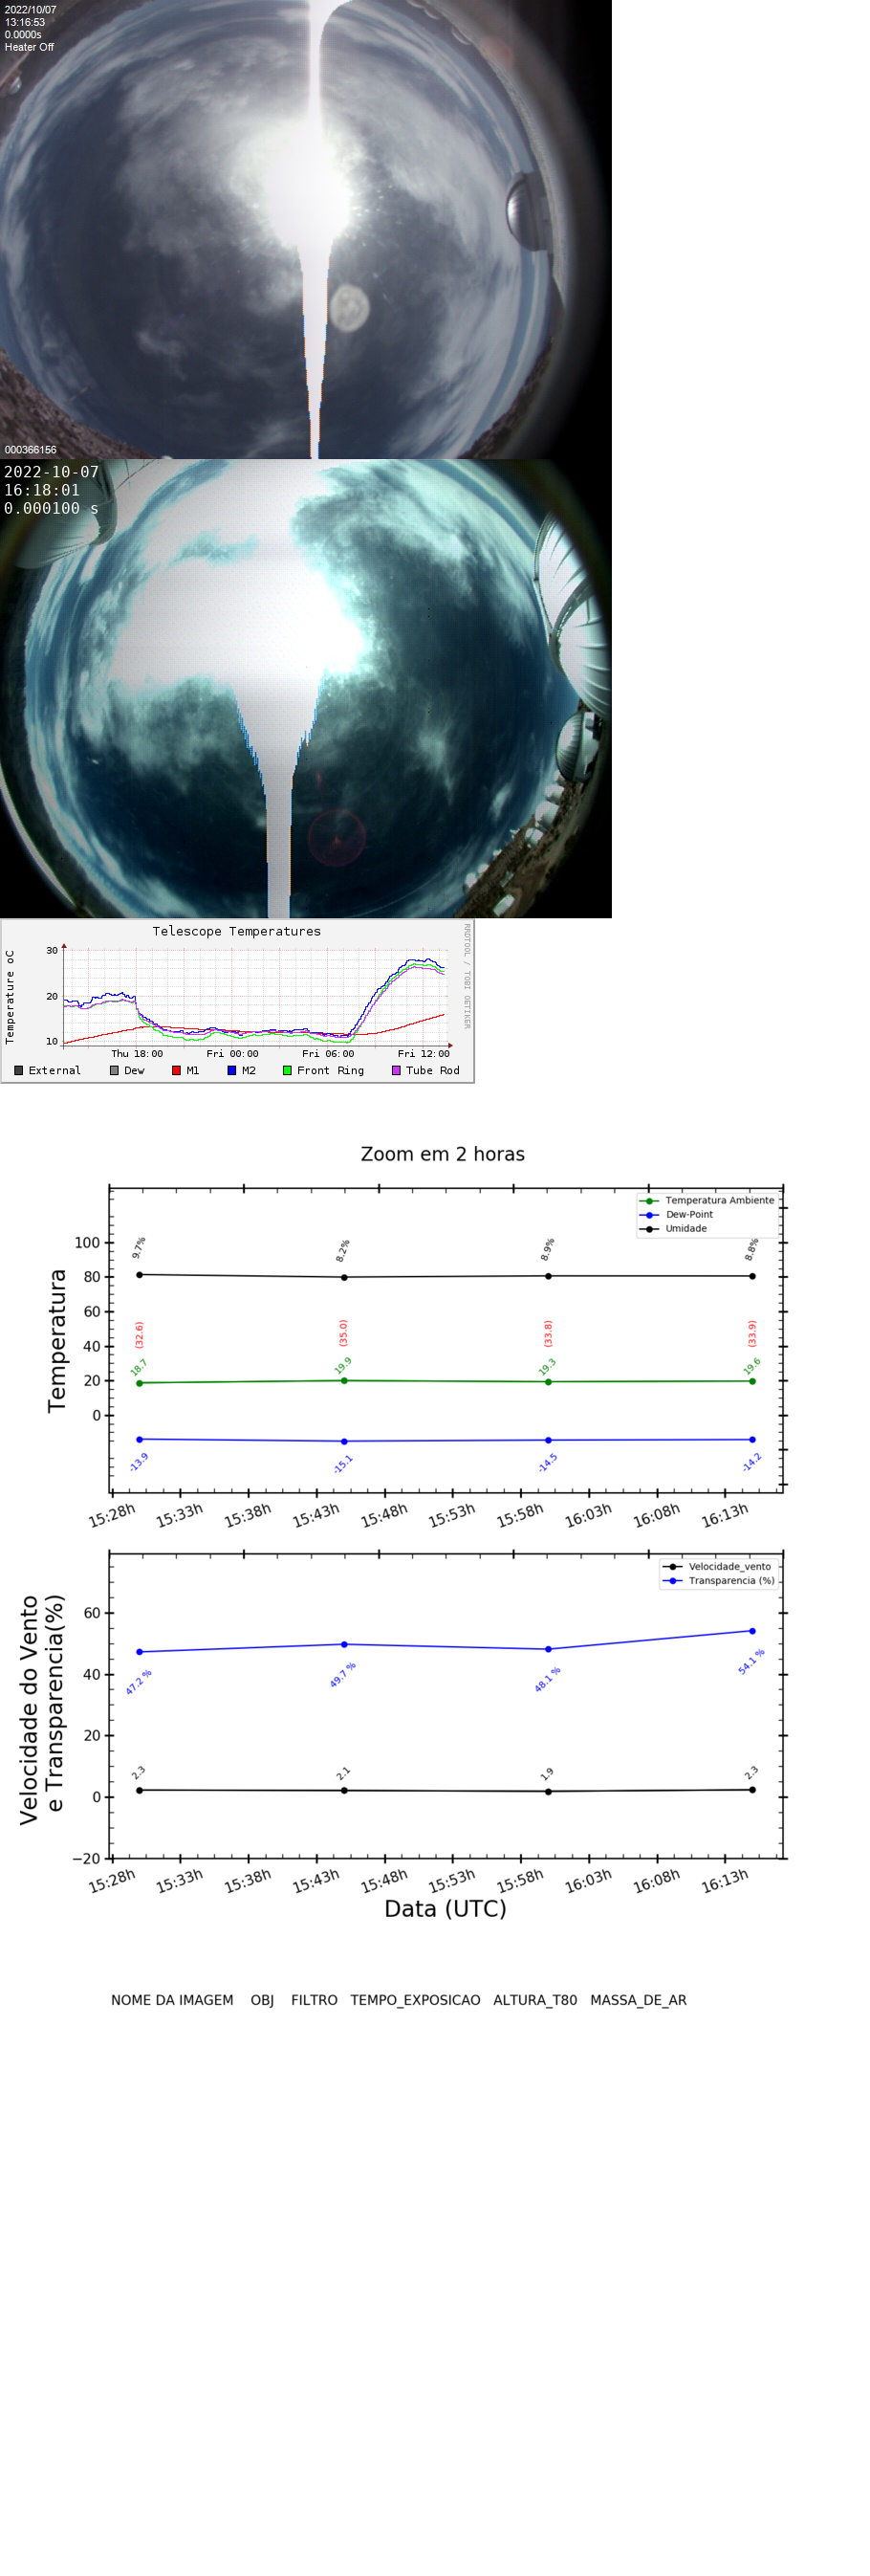 2022/10/07
13:16:53
0.0000s
Heater Off
000366156
2022-10-07
16:18:01
0.000100 s
Telescope Temperatures
RRDTOOL / TOBI OETIKER
Temperature oC
30
20
10
Thu 18:00 Fri 00:00 Fri 06:00 Fri 12:00
External Dew M1 M2 Front Ring Tube Rod
Zoom em 2 horas
Temperatura Ambiente
Dew-Point
Umidade
Temperatura
100
80
60
40
20
0
9.7% 8.2% 8.9% 8.8%
(32.6) (35.0) (33.8) (33.9)
18.7 19.9 19.3 19.6
-13.9 -15.1 -14.5 -14.2
15:28h 15:33h 15:38h 15:43h 15:48h 15:53h 15:58h 16:03h 16:08h 16:13h
Velocidade_vento
Transparencia (%)
Velocidade do Vento
e Transparencia(%)
60
40
20
0
−20
47.2 % 49.7 % 48.1 % 54.1 %
2.3 2.1 1.9 2.3
15:28h 15:33h 15:38h 15:43h 15:48h 15:53h 15:58h 16:03h 16:08h 16:13h
Data (UTC)
NOME DA IMAGEM OBJ FILTRO TEMPO_EXPOSICAO ALTURA_T80 MASSA_DE_AR